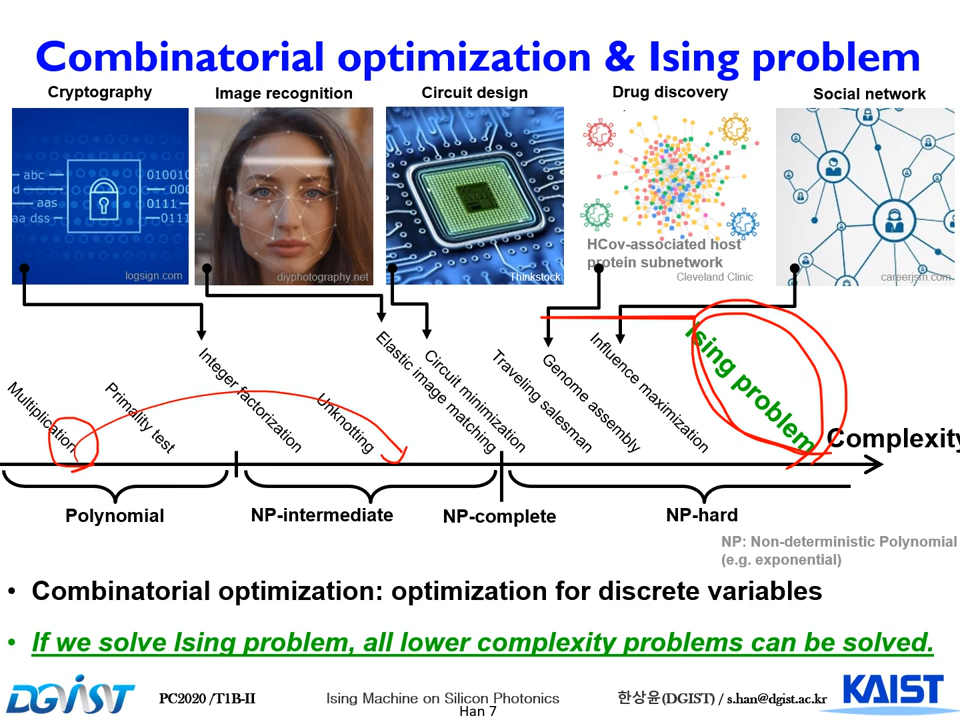 Combinatorial optimization & Ising problem
Cryptography
Image recognition
Circuit design
Drug discovery
Social network
abc
010010
d
000
aas
0111
aa dss
0111
logsign.com
diyphotography.net
Thinkstock
HCov-associated host
protein subnetwork
Cleveland Clinic
careerjsm.com
Multiplication
Primality test
Integer factorization
Unknotting
Elastic image matching
Circuit minimization
Traveling salesman
Genome assembly
Influence maximization
Ising problem
Complexity
Polynomial
NP-intermediate
NP-complete
NP-hard
NP: Non-deterministic Polynomial
(e.g. exponential)
• Combinatorial optimization: optimization for discrete variables
• If we solve Ising problem, all lower complexity problems can be solved.
DGIST
PC2020 /T1B-II
Ising Machine on Silicon Photonics
한상윤(DGIST) / s.han@dgist.ac.kr
KAIST
Han 7